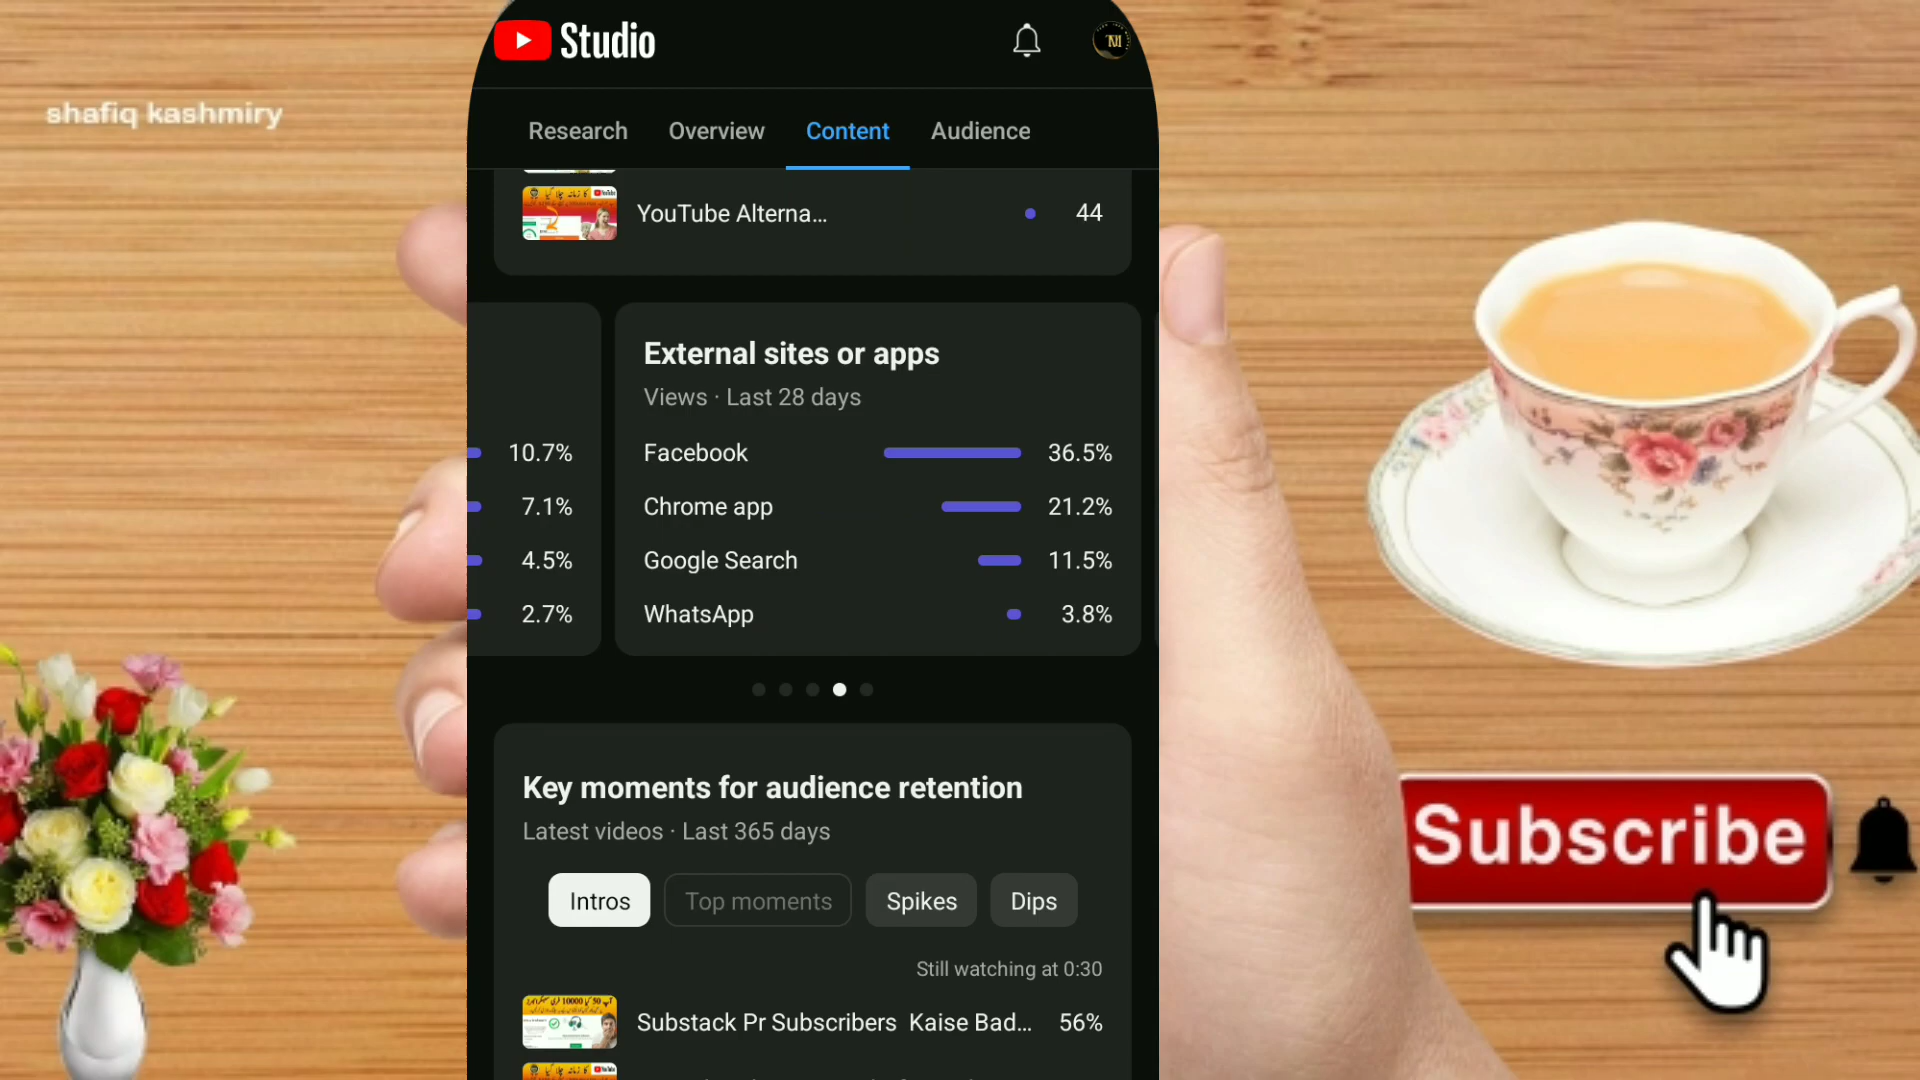 Studio
shafiq kashmiry
Research Overview Content Audience
YouTube Alterna... 44
External sites or apps
Views · Last 28 days
10.7% Facebook 36.5%
7.1% Chrome app 21.2%
4.5% Google Search 11.5%
2.7% WhatsApp 3.8%
Key moments for audience retention
Latest videos · Last 365 days
Subscribe
Intros Top moments Spikes Dips
Still watching at 0:30
Substack Pr Subscribers Kaise Bad... 56%